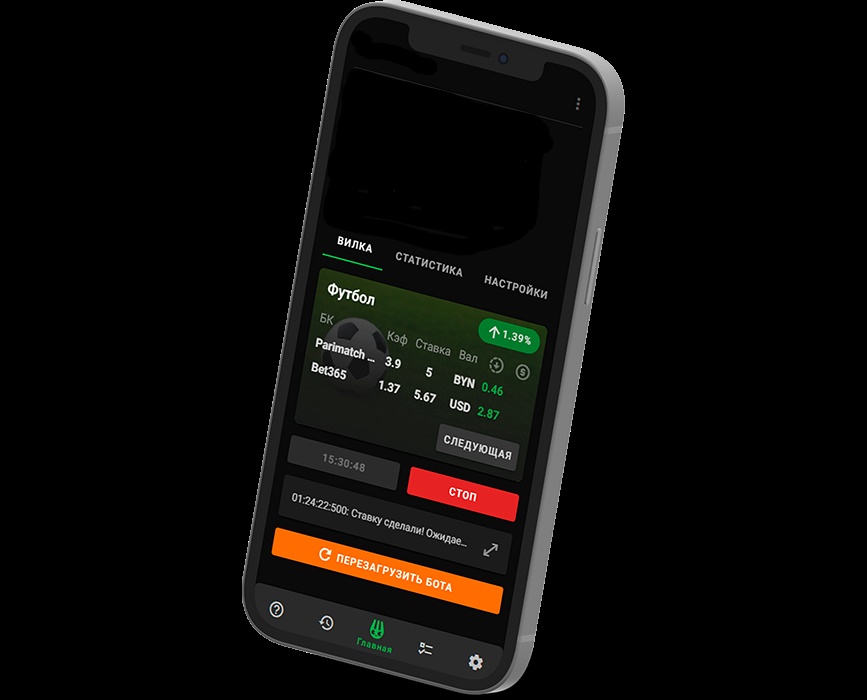 ВИЛКА СТАТИСТИКА НАСТРОЙКИ
Футбол
1.39%
БК Кэф Ставка Вал
Parimatch ... 3.9 5 BYN 0.46
Bet365 1.37 5.67 USD 2.87
СЛЕДУЮЩАЯ
15:30:48 СТОП
01:24:22:500: Ставку сделали! Ожидае...
ПЕРЕЗАГРУЗИТЬ БОТА
Главная